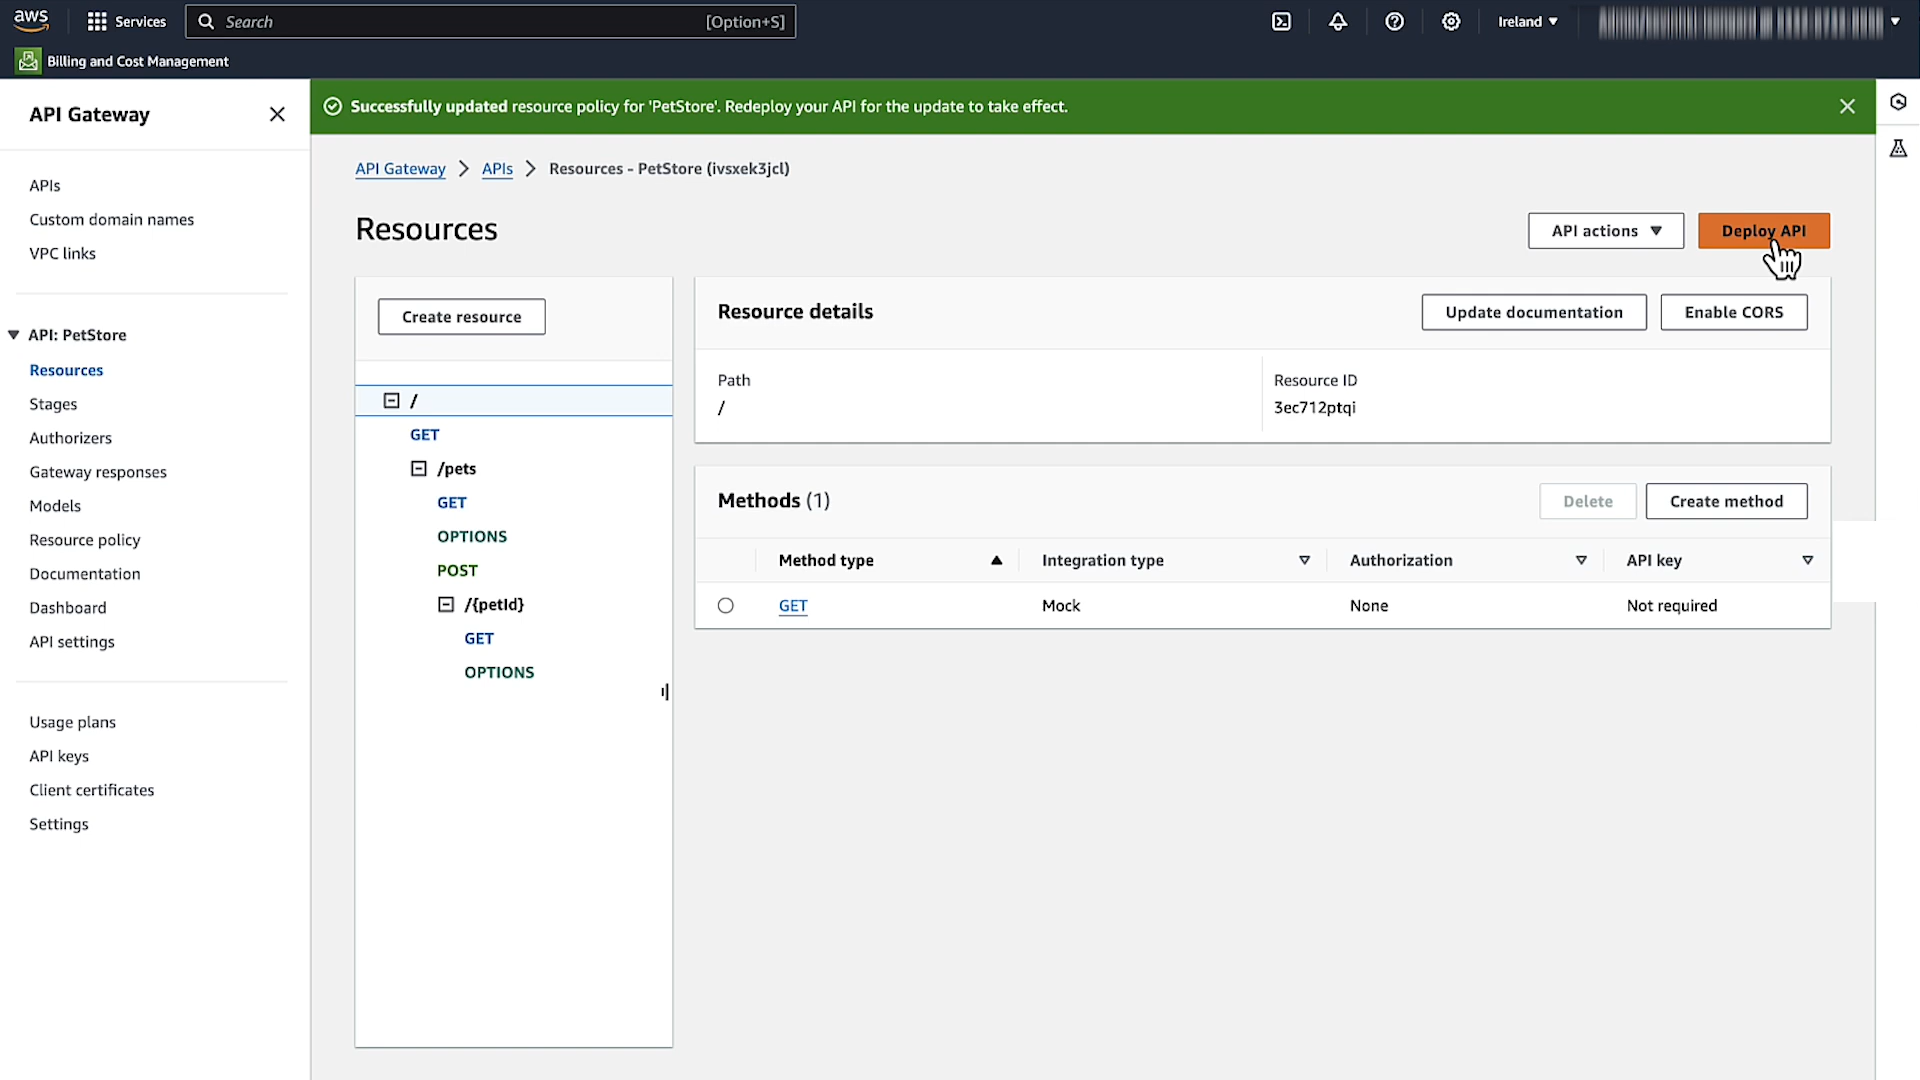 aws
Services
Search
[Option+S]
Ireland
Billing and Cost Management
API Gateway
Successfully updated resource policy for 'PetStore'. Redeploy your API for the update to take effect.
API Gateway
APIs
Resources - PetStore (ivsxek3jcl)
APIs
Custom domain names
VPC links
Resources
API actions
Deploy API
API: PetStore
Resources
Stages
Authorizers
Gateway responses
Models
Resource policy
Documentation
Dashboard
API settings
Usage plans
API keys
Client certificates
Settings
Create resource
/
GET
/pets
GET
OPTIONS
POST
/{petId}
GET
OPTIONS
Resource details
Update documentation
Enable CORS
Path
/
Resource ID
3ec712ptqi
Methods (1)
Delete
Create method
Method type
Integration type
Authorization
API key
GET
Mock
None
Not required